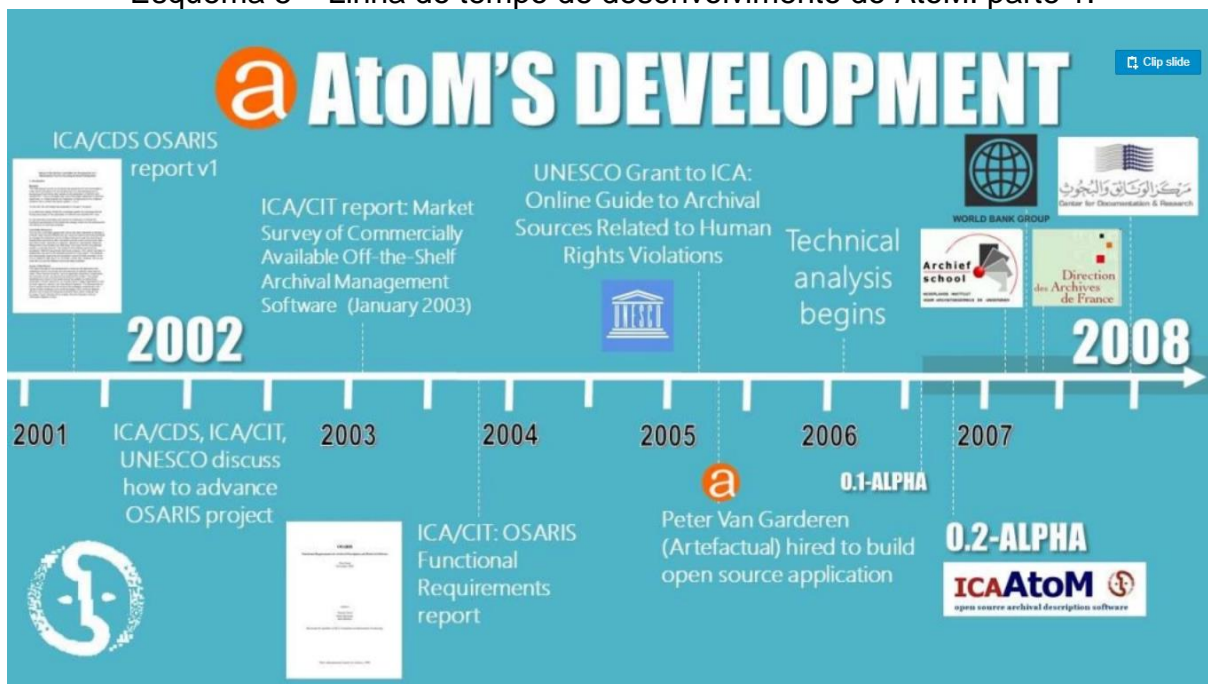 Esquema 3 – Linha do tempo do desenvolvimento do AtoM: parte 1.
a AtoM'S DEVELOPMENT
Clip slide
ICA/CDS OSARIS
report v1
ICA/CIT report: Market
Survey of Commercially
Available Off-the-Shelf
Archival Management
Software (January 2003)
UNESCO Grant to ICA:
Online Guide to Archival
Sources Related to Human
Rights Violations
UNESCO
Technical
analysis
begins
WORLD BANK GROUP
مركز الوثائق والبحوث
Center for Documentation & Research
Archief
school
Direction
des Archives
de France
2002
2008
2001
2003
2004
2005
2006
2007
ICA/CDS, ICA/CIT,
UNESCO discuss
how to advance
OSARIS project
OSARIS
ICA/CIT: OSARIS
Functional
Requirements
report
a
Peter Van Garderen
(Artefactual) hired to build
open source application
0.1-ALPHA
0.2-ALPHA
ICAAtoM
open source archival description software